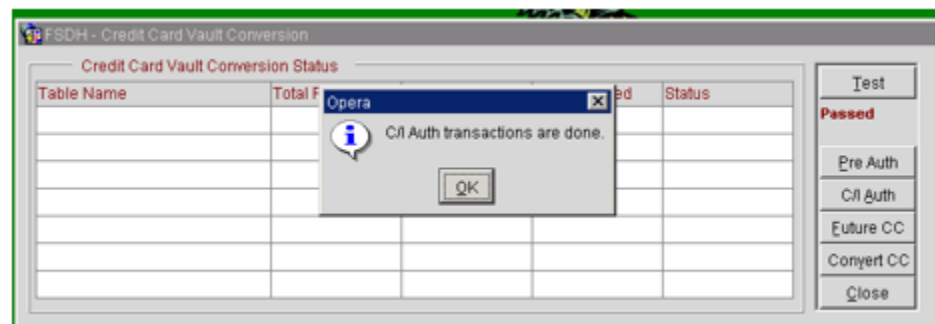 FSDH - Credit Card Vault Conversion
Credit Card Vault Conversion Status
Table Name Total ed Status
Test
Passed
Opera
C/I Auth transactions are done.
OK
Pre Auth
C/I Auth
Future CC
Convert CC
Close